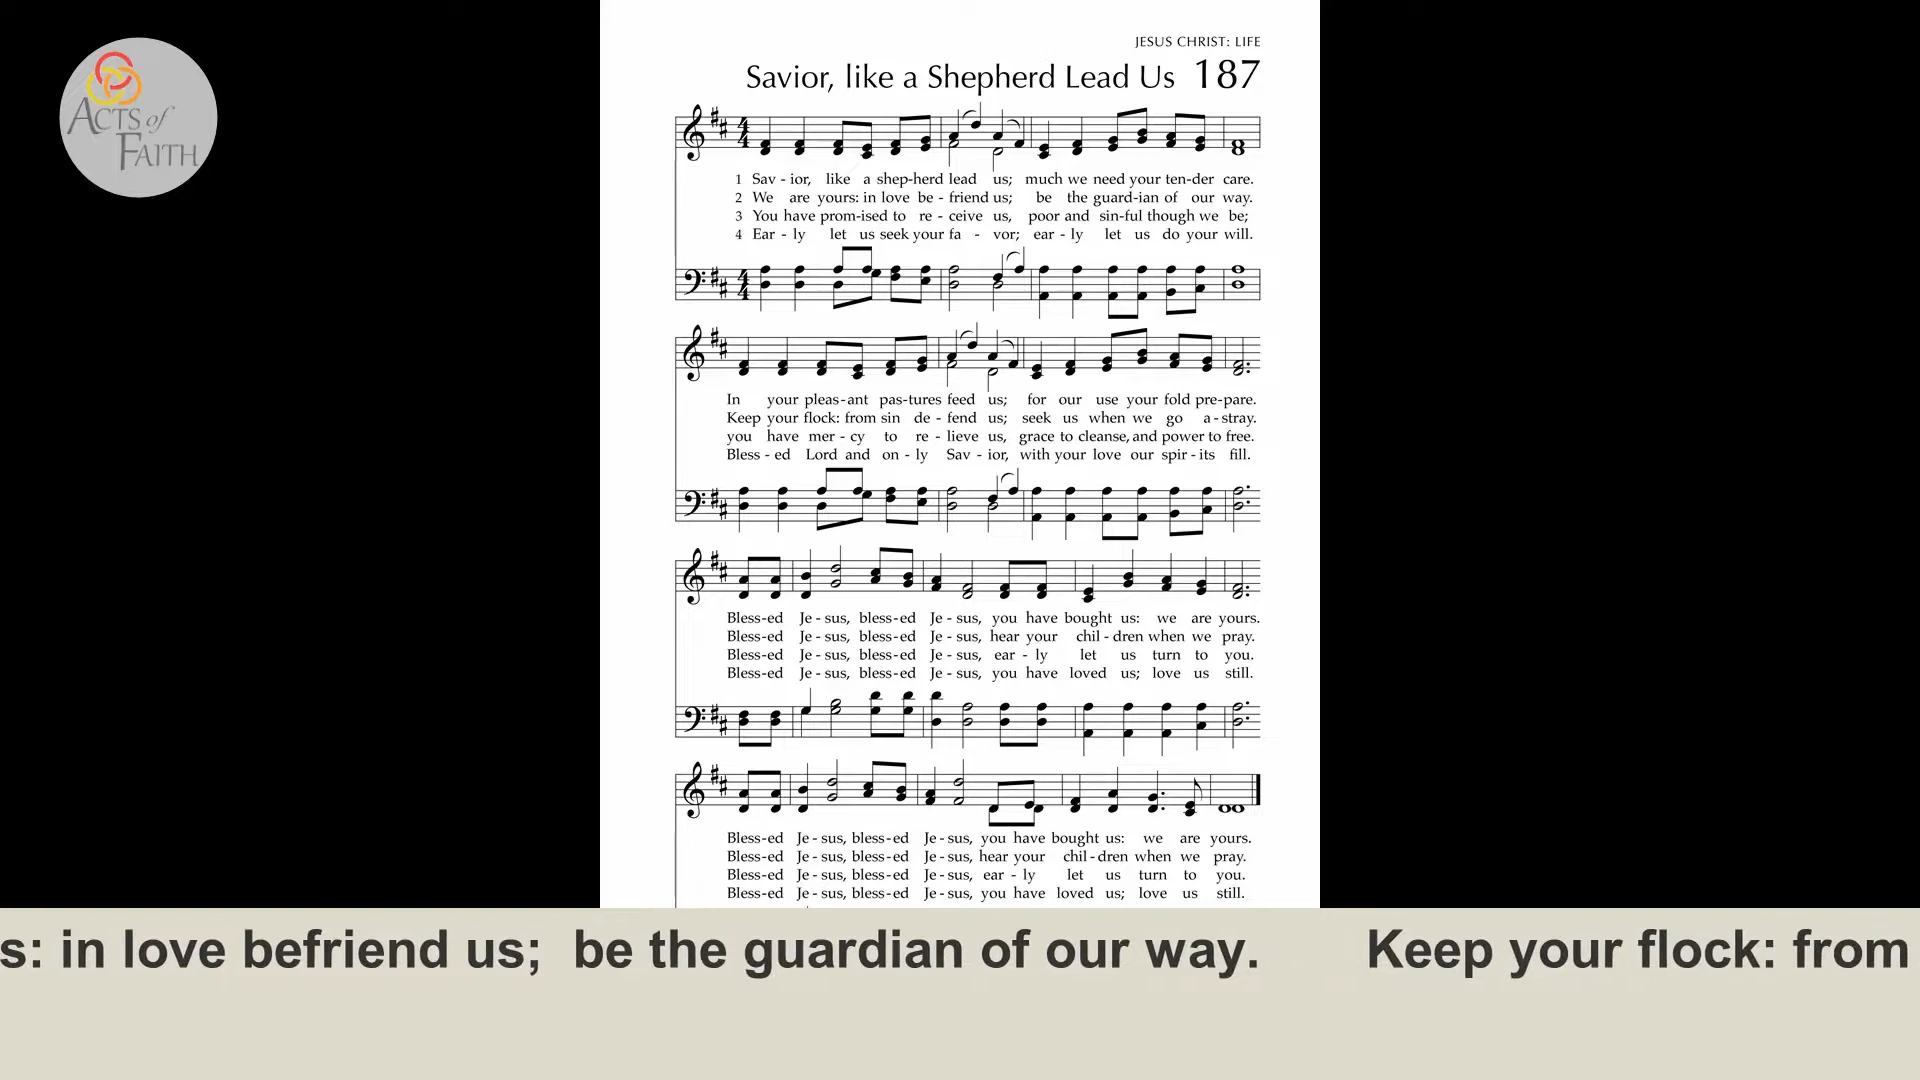 ACTS of
FAITH
JESUS CHRIST: LIFE
Savior, like a Shepherd Lead Us 187
1 Sav - ior, like a shep-herd lead us; much we need your ten-der care.
2 We are yours: in love be - friend us; be the guard-ian of our way.
3 You have prom-ised to re - ceive us, poor and sin-ful though we be;
4 Ear - ly let us seek your fa - vor; ear - ly let us do your will.
In your pleas-ant pas-tures feed us; for our use your fold pre-pare.
Keep your flock: from sin de - fend us; seek us when we go a-stray.
you have mer - cy to re - lieve us, grace to cleanse, and power to free.
Bless - ed Lord and on - ly Sav - ior, with your love our spir - its fill.
Bless-ed Je - sus, bless-ed Je - sus, you have bought us: we are yours.
Bless-ed Je - sus, bless-ed Je - sus, hear your chil - dren when we pray.
Bless-ed Je - sus, bless-ed Je - sus, ear - ly let us turn to you.
Bless-ed Je - sus, bless-ed Je - sus, you have loved us; love us still.
Bless-ed Je - sus, bless-ed Je - sus, you have bought us: we are yours.
Bless-ed Je - sus, bless-ed Je - sus, hear your chil - dren when we pray.
Bless-ed Je - sus, bless-ed Je - sus, ear - ly let us turn to you.
Bless-ed Je - sus, bless-ed Je - sus, you have loved us; love us still.
s: in love befriend us; be the guardian of our way. Keep your flock: from